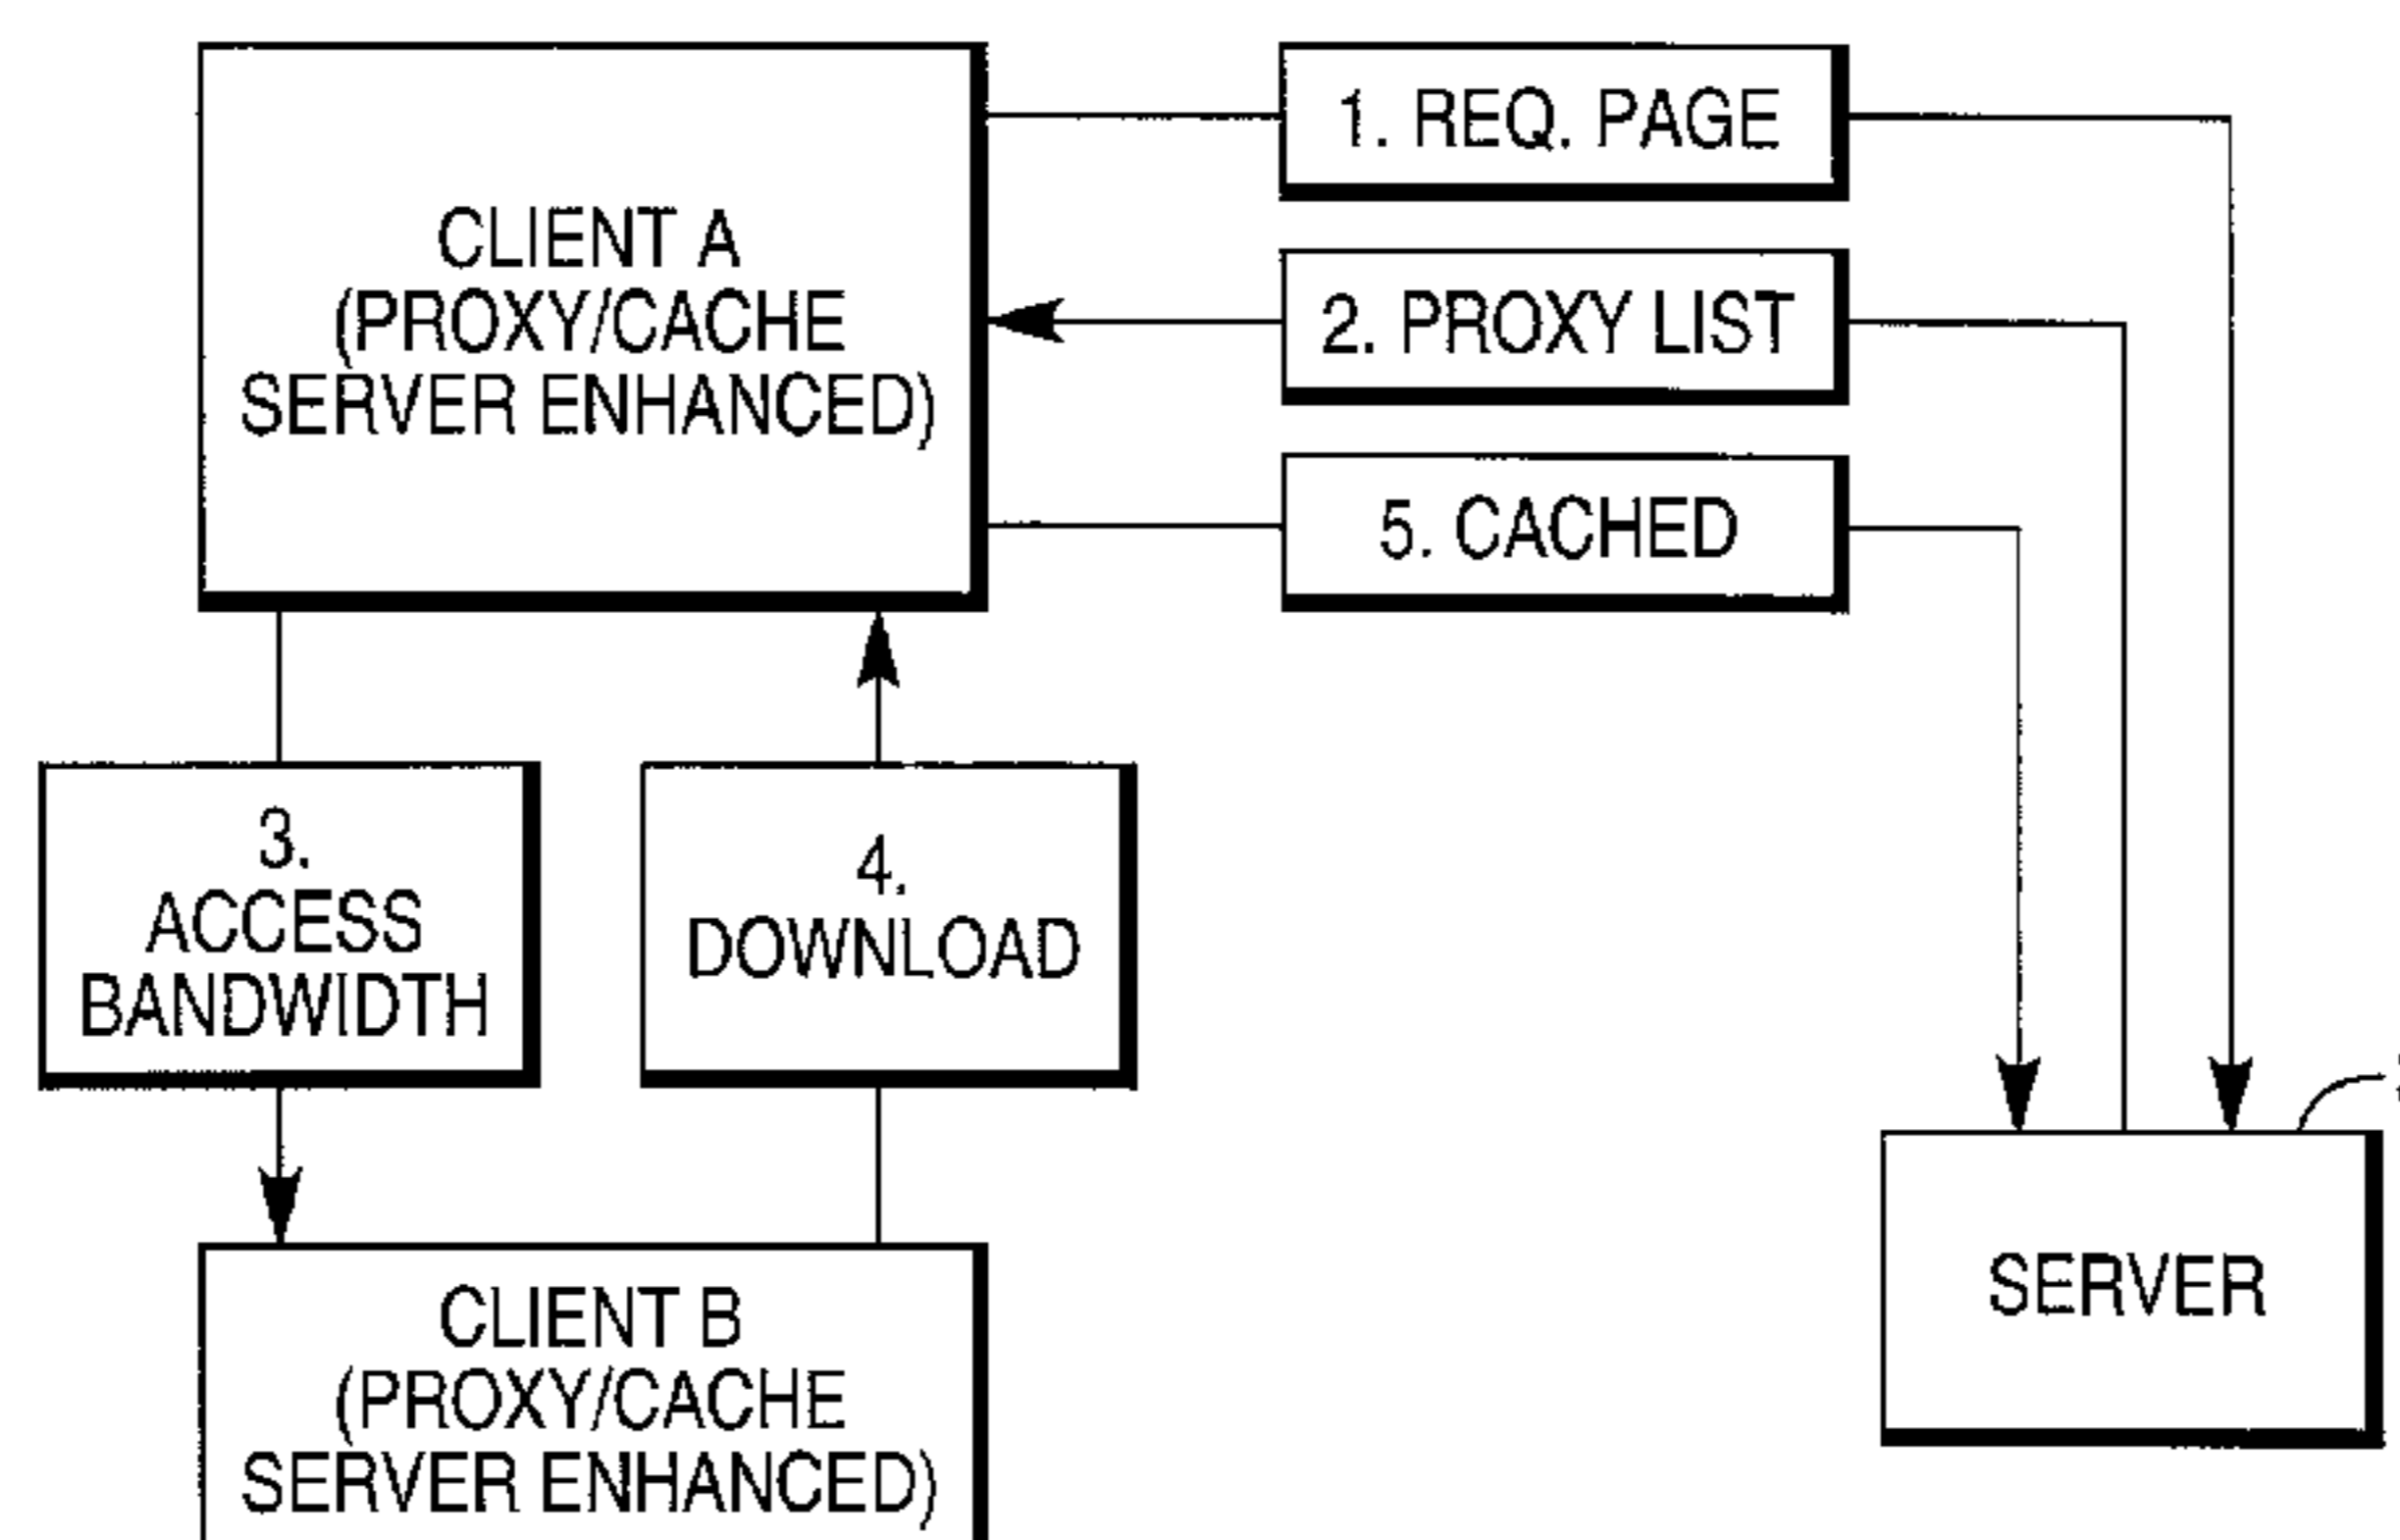 CLIENT A
(PROXY/CACHE
SERVER ENHANCED)
1. REQ. PAGE
2. PROXY LIST
5. CACHED
3.
ACCESS
BANDWIDTH
4.
DOWNLOAD
CLIENT B
(PROXY/CACHE
SERVER ENHANCED)
SERVER